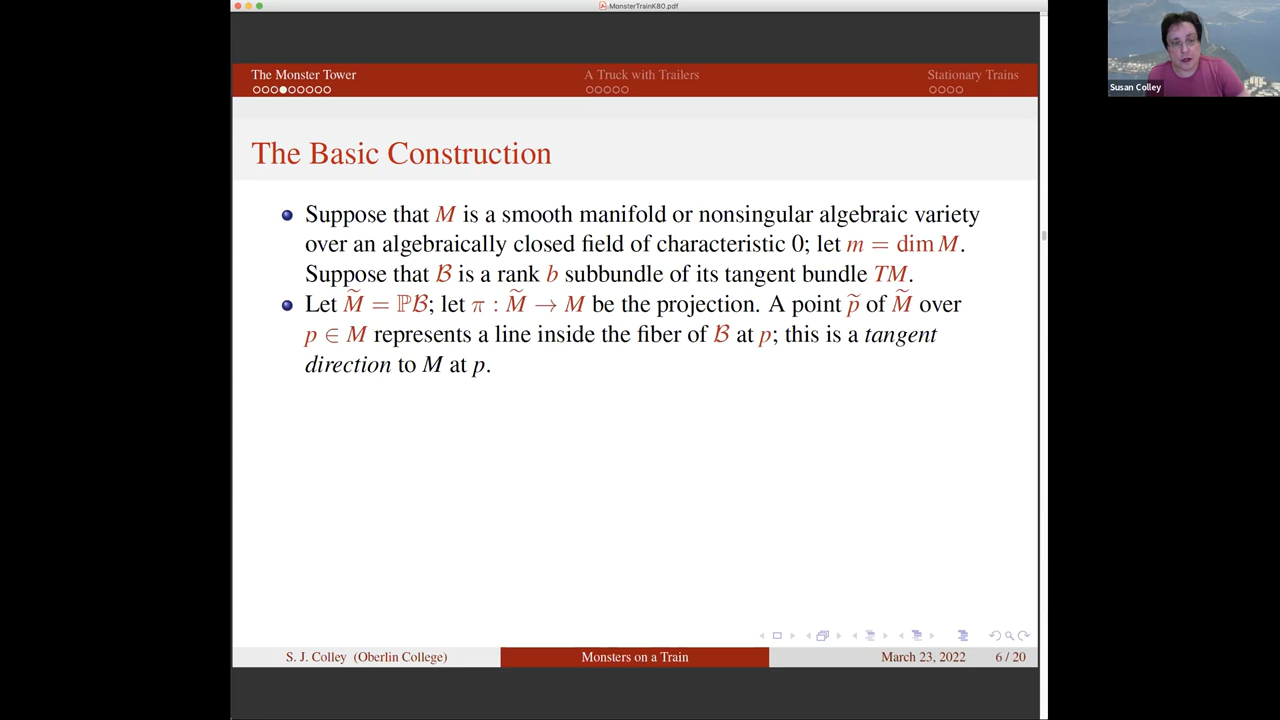 MonsterTrainK80.pdf
The Monster Tower
A Truck with Trailers
Stationary Trains
Susan Colley
The Basic Construction
Suppose that M is a smooth manifold or nonsingular algebraic variety
over an algebraically closed field of characteristic 0; let m = dim M.
Suppose that ℬ is a rank b subbundle of its tangent bundle TM.
Let M̃ = ℙℬ; let π : M̃ → M be the projection. A point p̃ of M̃ over
p ∈ M represents a line inside the fiber of ℬ at p; this is a tangent
direction to M at p.
S. J. Colley (Oberlin College)
Monsters on a Train
March 23, 2022
6 / 20